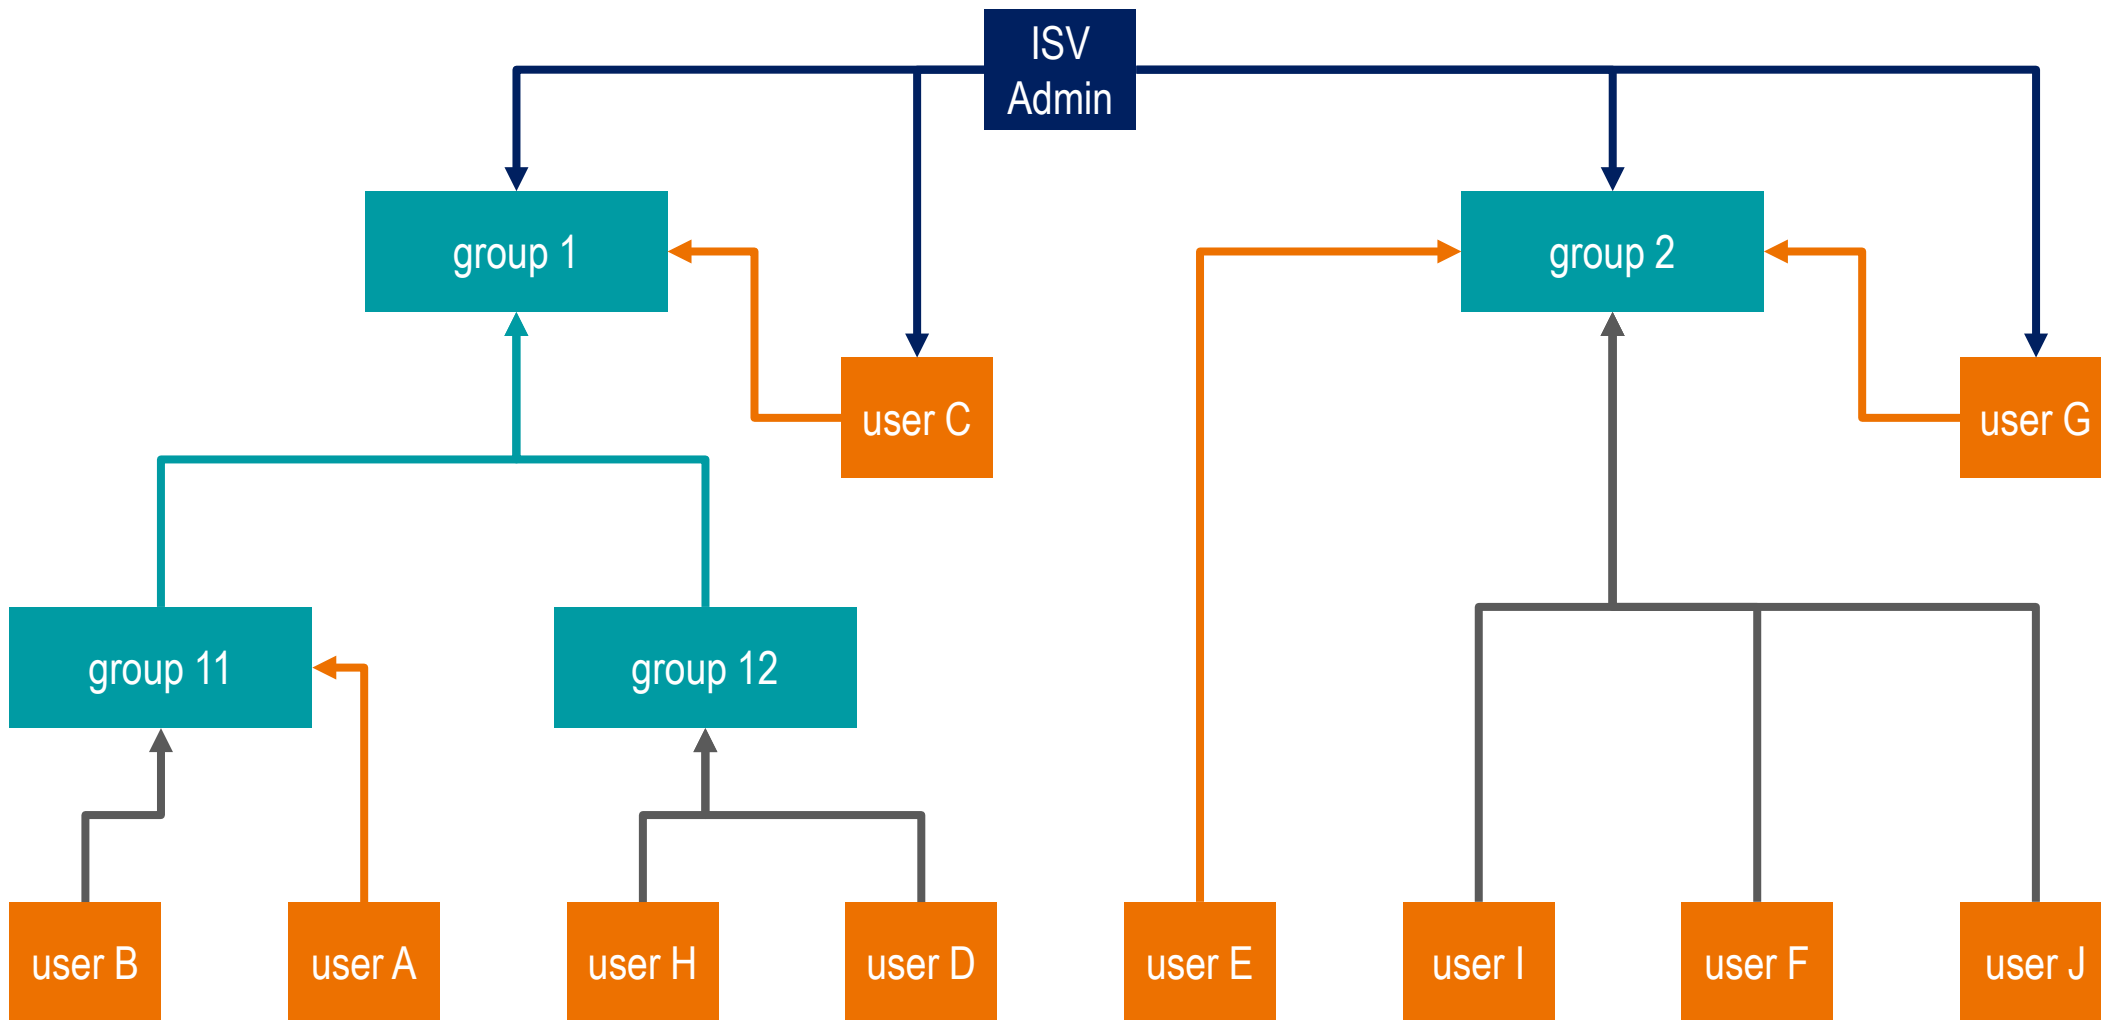 ISV
Admin
group 1
group 2
user C
user G
group 11
group 12
user B
user A
user H
user D
user E
user I
user F
user J